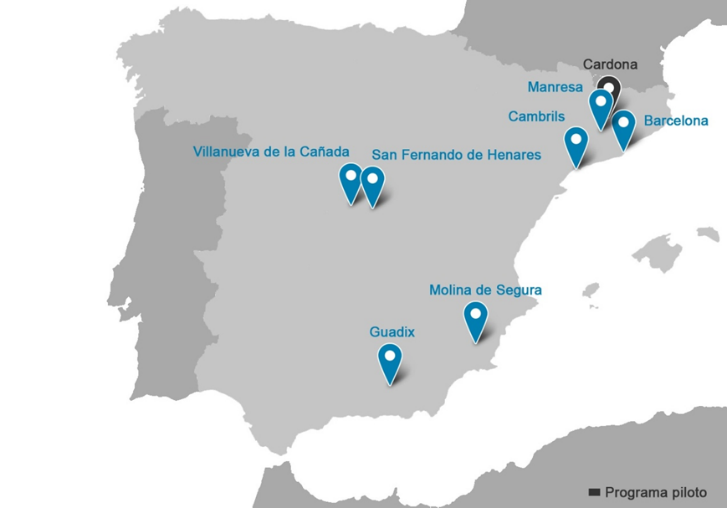 Cardona
Manresa
Cambrils
Barcelona
Villanueva de la Cañada
San Fernando de Henares
Molina de Segura
Guadix
Programa piloto